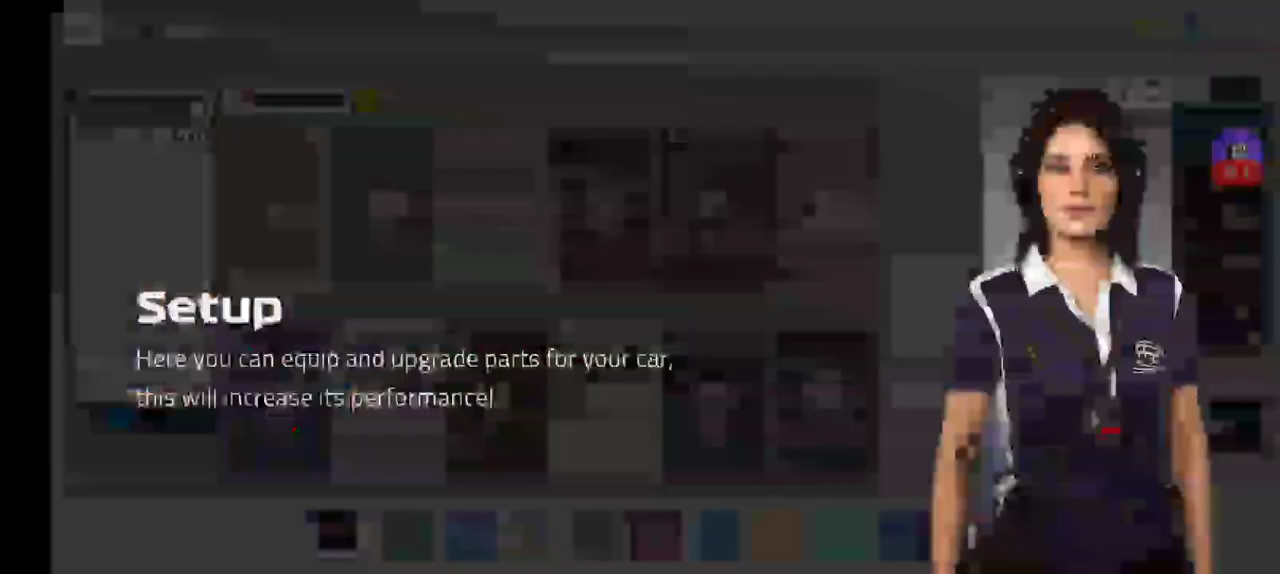 Setup
Here you can equip and upgrade parts for your car,
this will increase its performance!